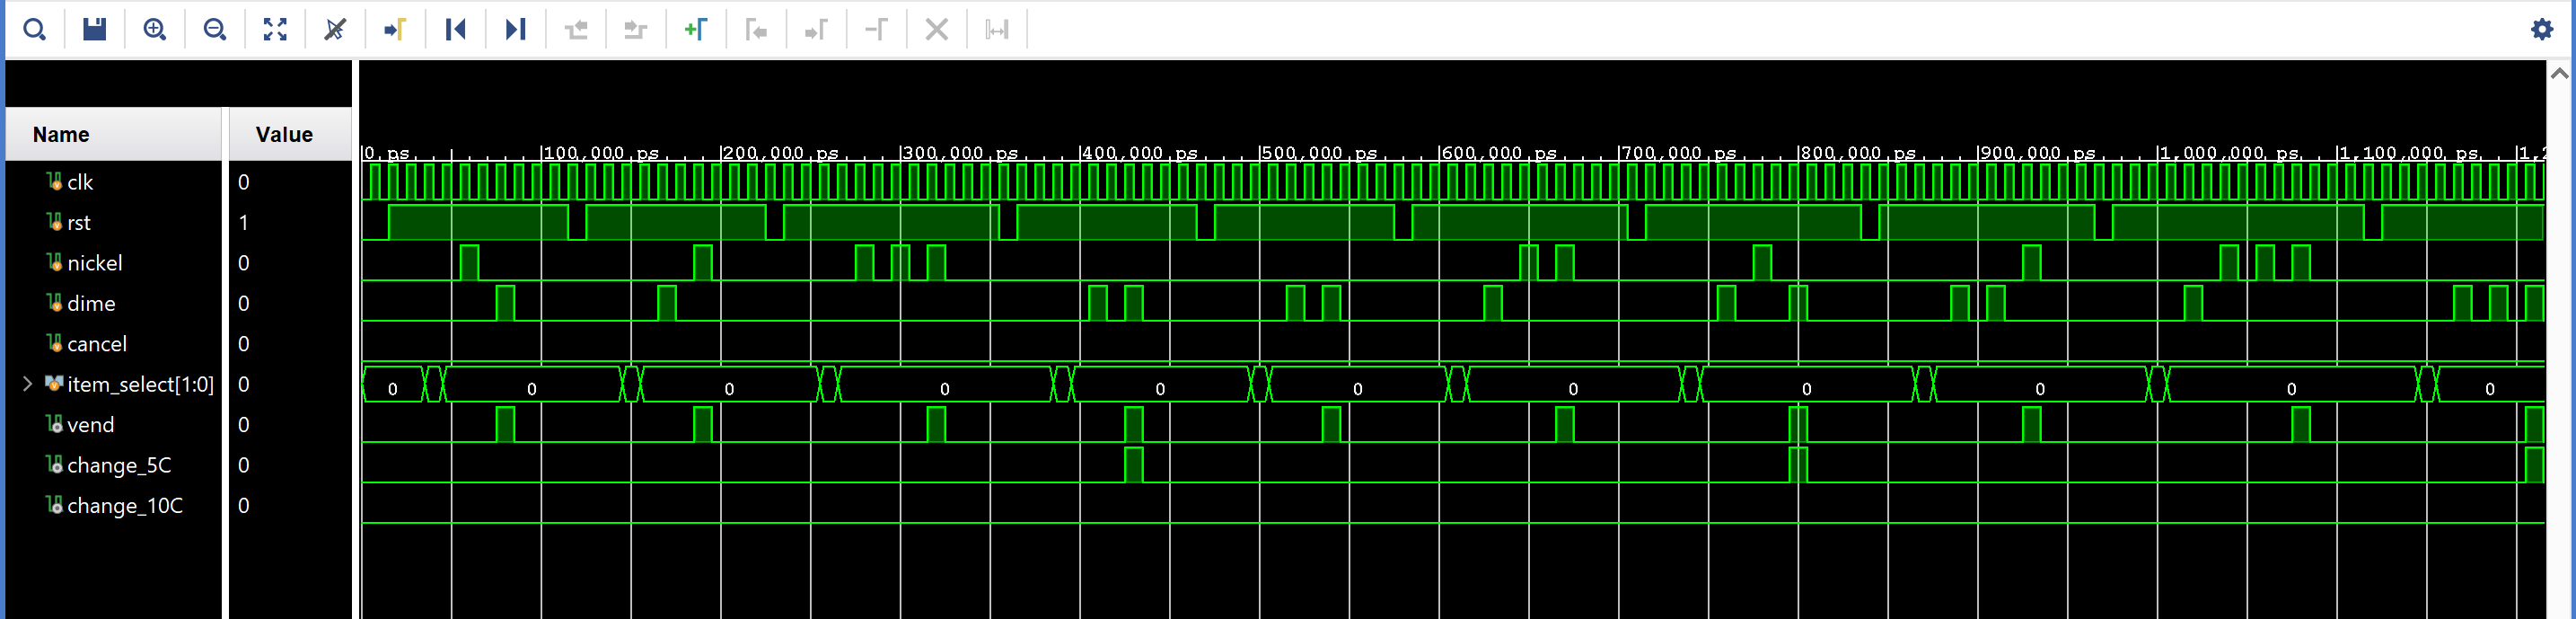 Name Value
0 ps 100,000 ps 200,000 ps 300,000 ps 400,000 ps 500,000 ps 600,000 ps 700,000 ps 800,000 ps 900,000 ps 1,000,000 ps 1,100,000 ps 1,2
clk 0
rst 1
nickel 0
dime 0
cancel 0
item_select[1:0] 0 0 0 0 0 0 0 0 0 0 0 0
vend 0
change_5C 0
change_10C 0